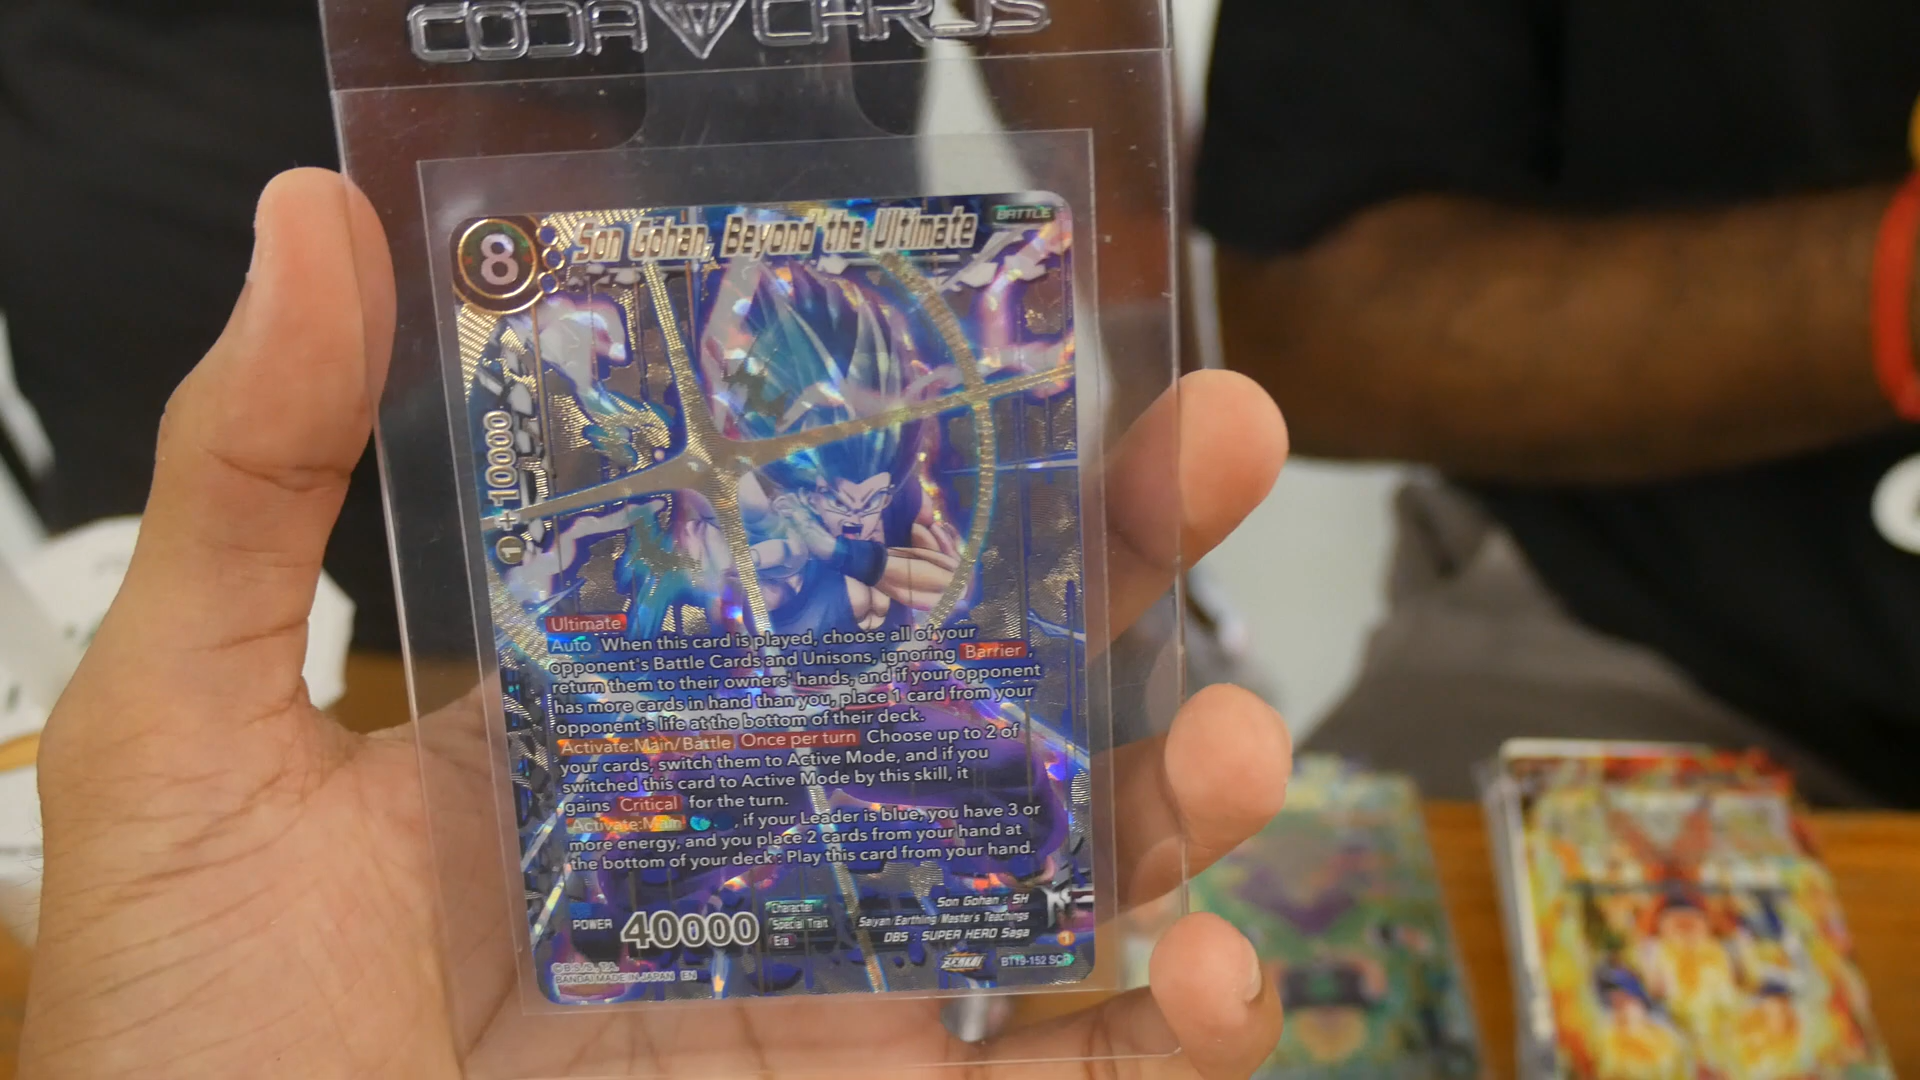 CODA CARDS
8
Son Gohan, Beyond the Ultimate
BATTLE
1 + 10000
Ultimate
Auto When this card is played, choose all of your
opponent's Battle Cards and Unisons, ignoring Barrier,
return them to their owners' hands, and if your opponent
has more cards in hand than you, place 1 card from your
opponent's life at the bottom of their deck.
Activate:Main/Battle Once per turn Choose up to 2 of
your cards, switch them to Active Mode, and if you
switched this card to Active Mode by this skill, it
gains Critical for the turn.
Activate:Main , if your Leader is blue, you have 3 or
more energy, and you place 2 cards from your hand at
the bottom of your deck : Play this card from your hand.
POWER 40000
Character Son Gohan : SH
Special Trait Saiyan/Earthling/Master's Teachings
Era DBS : SUPER HERO Saga
©B.S./S., T.A.
BANDAI MADE IN JAPAN EN
BT19-152 SCR